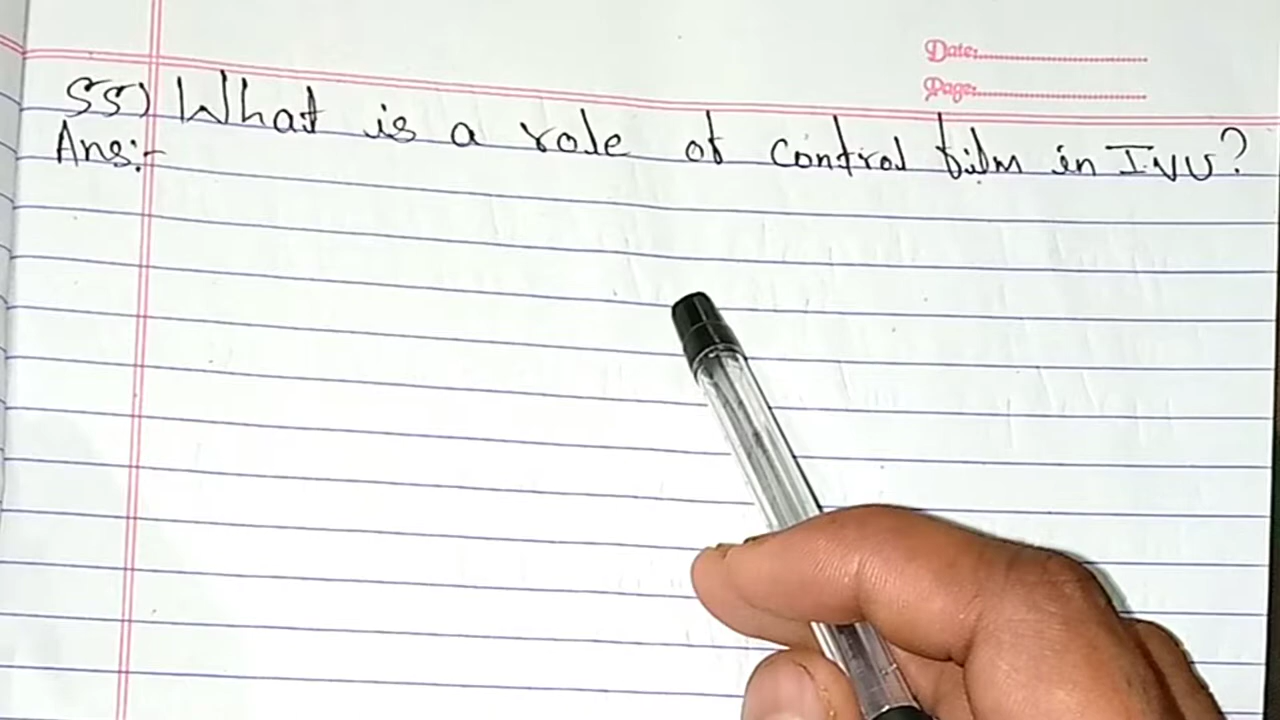 Date:
Page:
55) What is a role of control film in IVU?
Ans:-